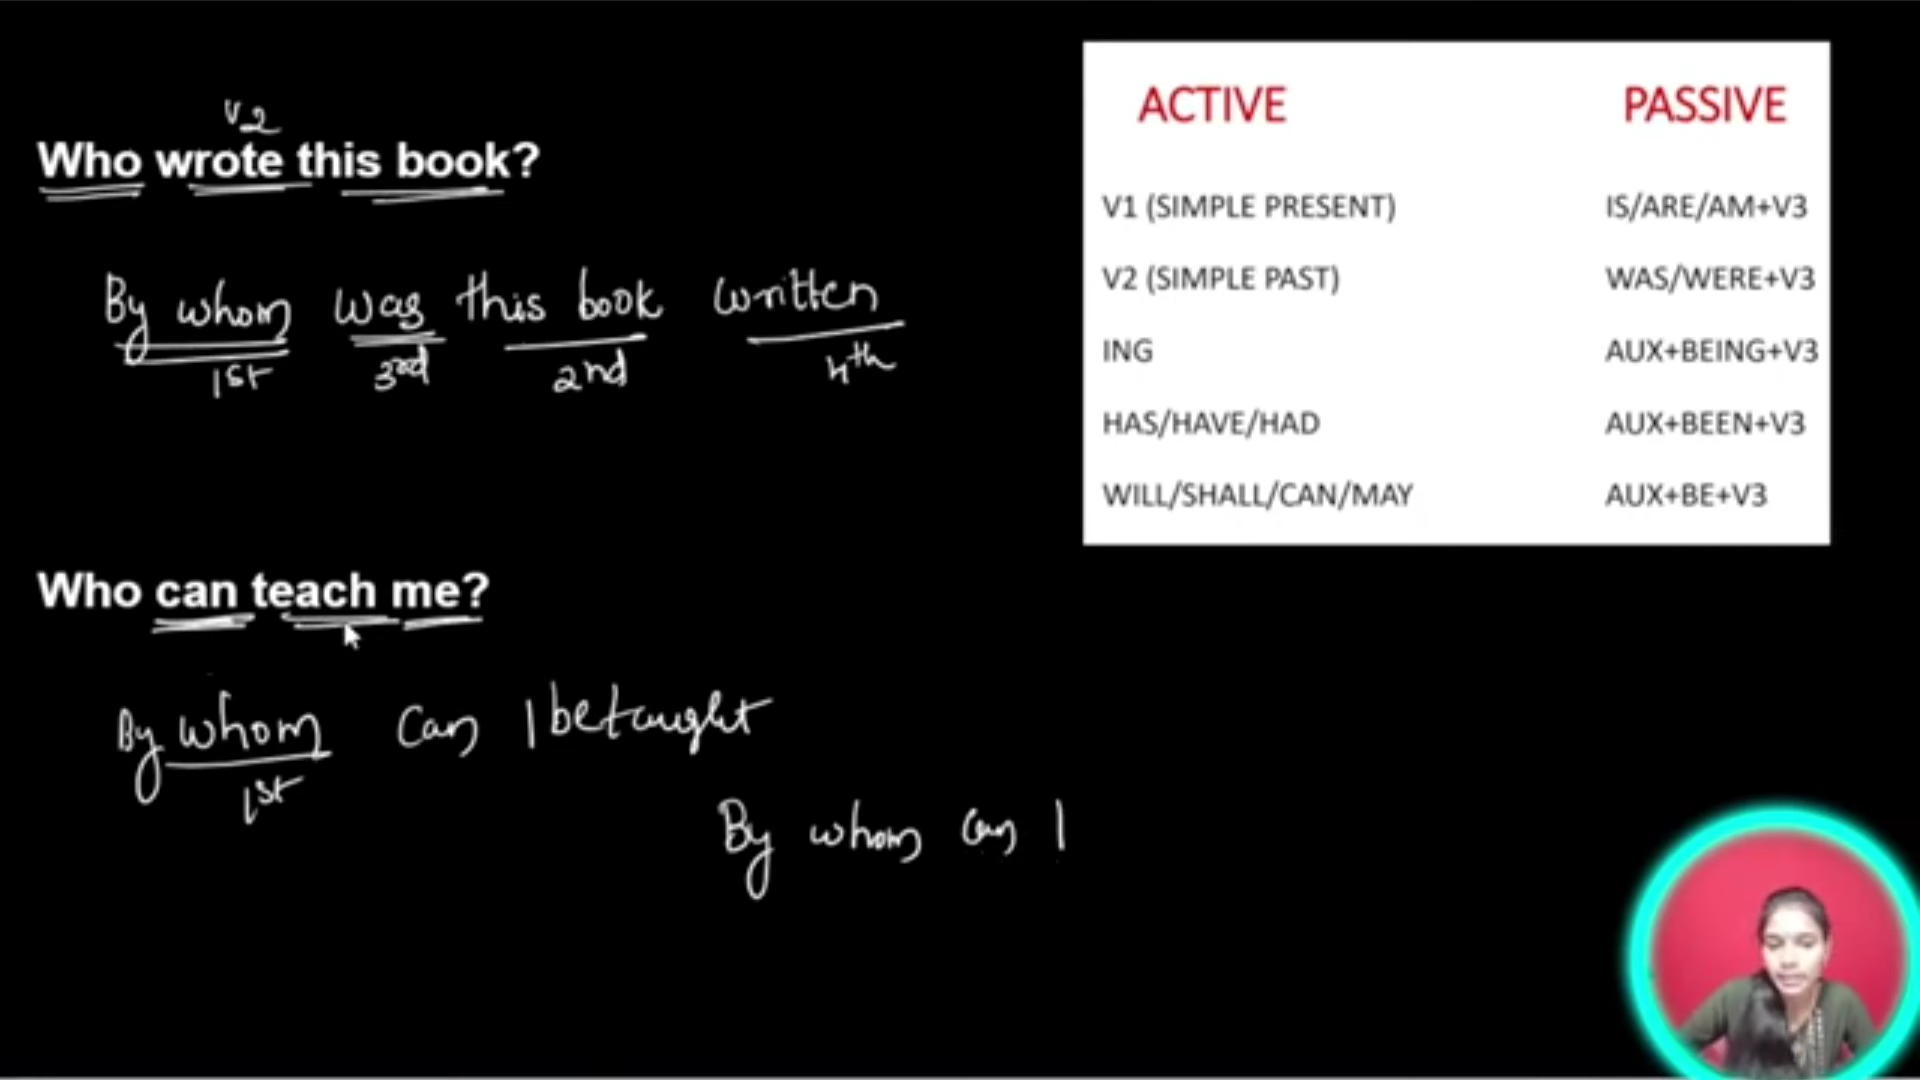 V2
Who wrote this book?
By whom was this book written
1st 3rd 2nd 4th
Who can teach me?
By whom can I be taught
1st
By whom can I
ACTIVE PASSIVE
V1 (SIMPLE PRESENT) IS/ARE/AM+V3
V2 (SIMPLE PAST) WAS/WERE+V3
ING AUX+BEING+V3
HAS/HAVE/HAD AUX+BEEN+V3
WILL/SHALL/CAN/MAY AUX+BE+V3